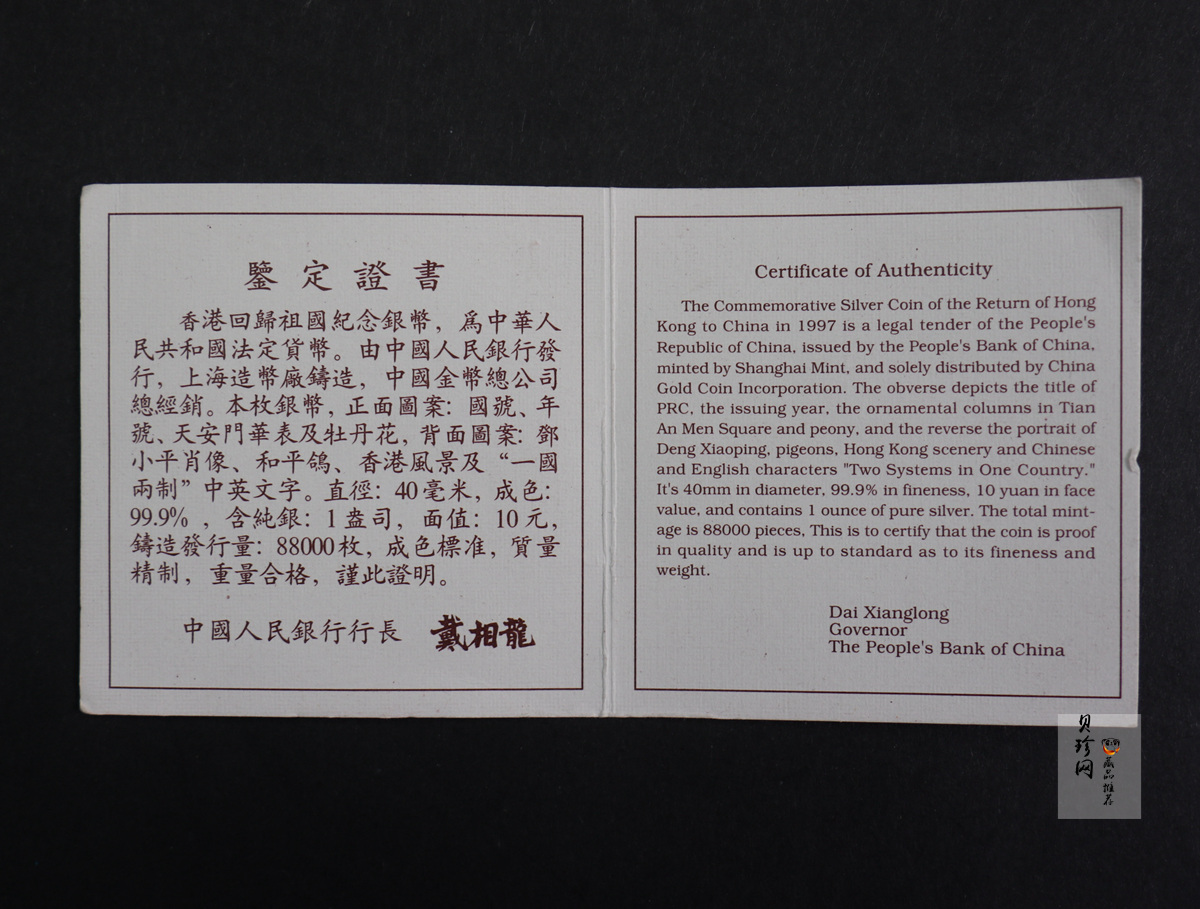 鑒定證書
香港回歸祖國紀念銀幣，爲中華人
民共和國法定貨幣。由中國人民銀行發
行，上海造幣廠鑄造，中國金幣總公司
總經銷。本枚銀幣，正面圖案：國號、年
號、天安門華表及牡丹花，背面圖案：鄧
小平肖像、和平鴿、香港風景及“一國
兩制”中英文字。直徑：40毫米，成色：
99.9%，含純銀：1盎司，面值：10元，
鑄造發行量：88000枚，成色標准，質量
精制，重量合格，謹此證明。
中國人民銀行行長 戴相龍
Certificate of Authenticity
The Commemorative Silver Coin of the Return of Hong
Kong to China in 1997 is a legal tender of the People's
Republic of China, issued by the People's Bank of China,
minted by Shanghai Mint, and solely distributed by China
Gold Coin Incorporation. The obverse depicts the title of
PRC, the issuing year, the ornamental columns in Tian
An Men Square and peony, and the reverse the portrait of
Deng Xiaoping, pigeons, Hong Kong scenery and Chinese
and English characters "Two Systems in One Country."
It's 40mm in diameter, 99.9% in fineness, 10 yuan in face
value, and contains 1 ounce of pure silver. The total mint-
age is 88000 pieces, This is to certify that the coin is proof
in quality and is up to standard as to its fineness and
weight.
Dai Xianglong
Governor
The People's Bank of China
贝珍网
藏品推荐